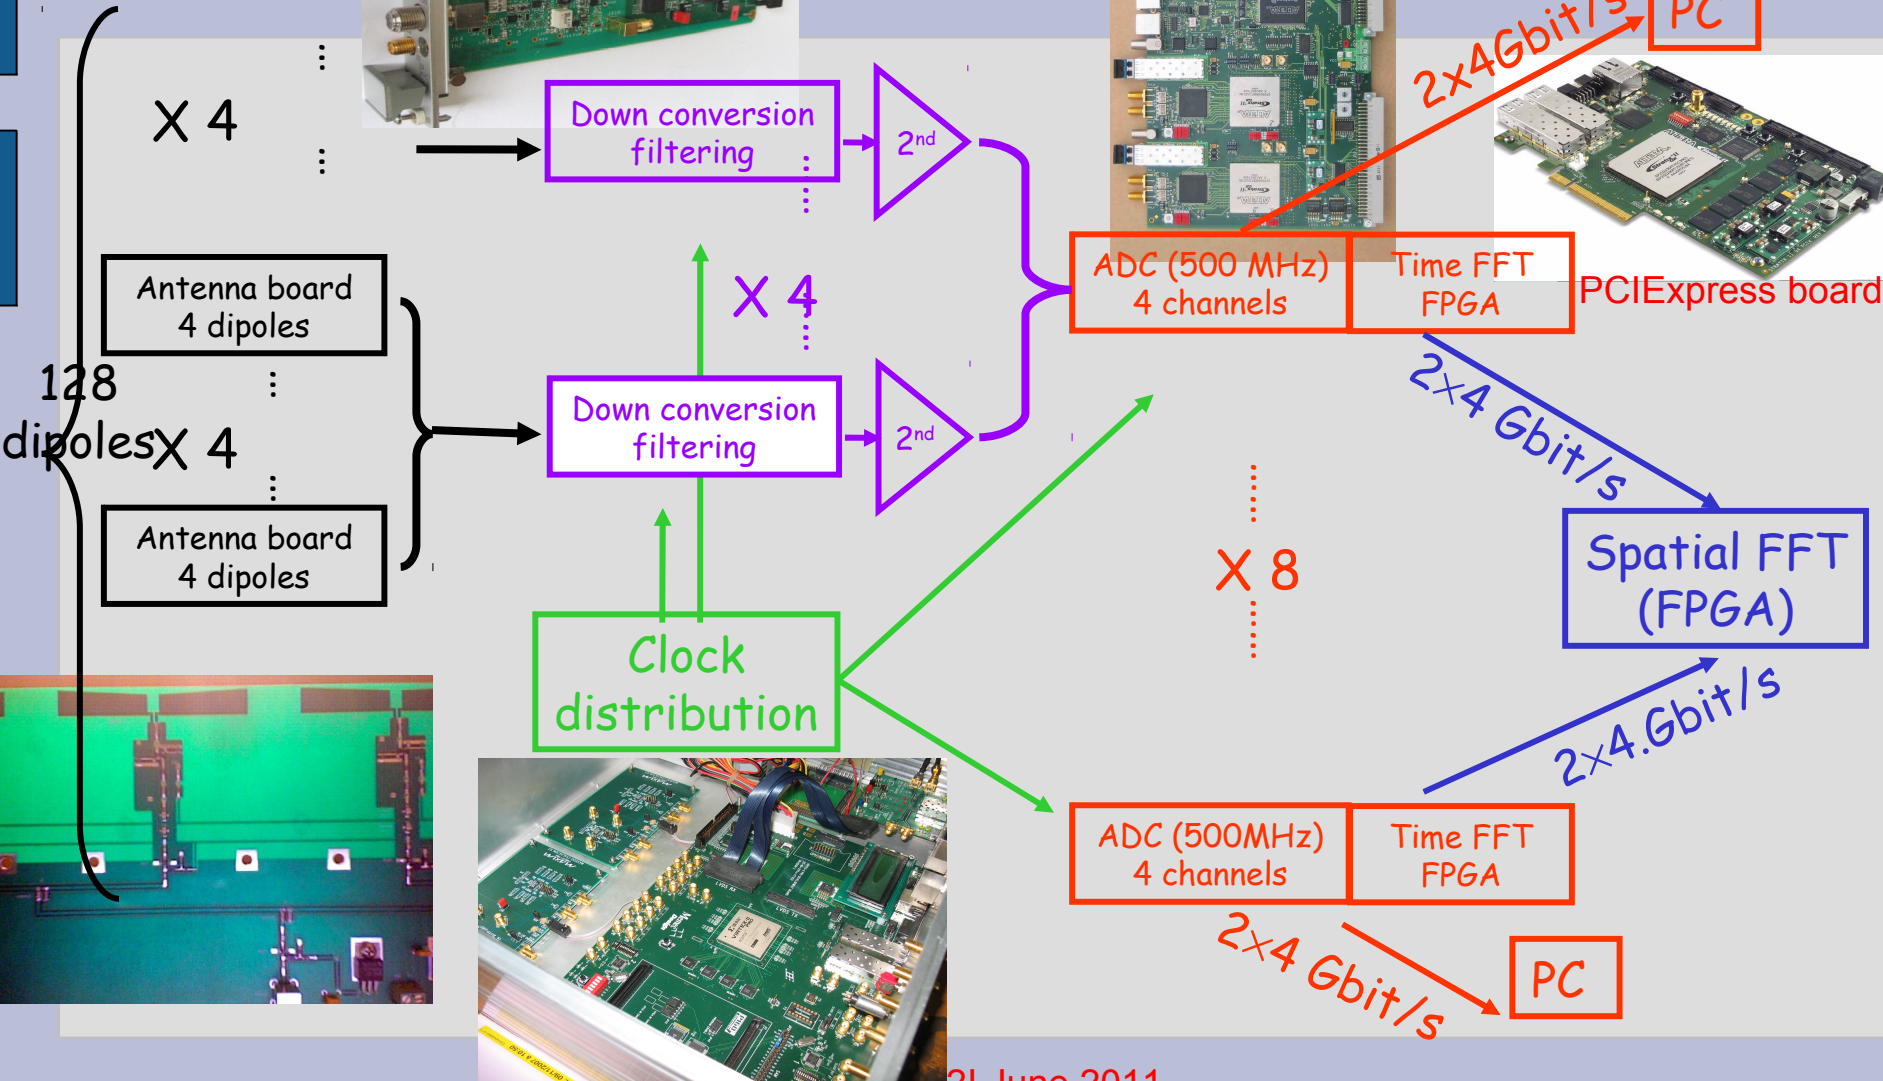 2x4Gbit/s
PC
X 4
Down conversion
filtering
2nd
Antenna board
4 dipoles
X 4
ADC (500 MHz)
4 channels
Time FFT
FPGA
PCIExpress board
128
dipoles
X 4
Down conversion
filtering
2nd
2x4 Gbit/s
Antenna board
4 dipoles
X 8
Spatial FFT
(FPGA)
Clock
distribution
2x4.Gbit/s
ADC (500MHz)
4 channels
Time FFT
FPGA
2x4 Gbit/s
PC
June 2011